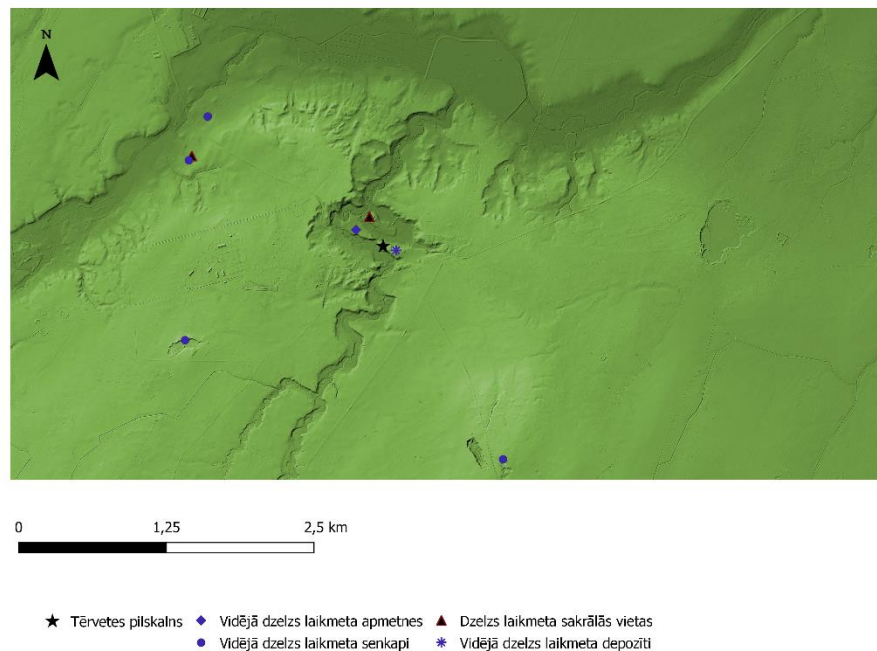 N
0 1,25 2,5 km
Tērvetes pilskalns Vidējā dzelzs laikmeta apmetnes Dzelzs laikmeta sakrālās vietas
Vidējā dzelzs laikmeta senkapi Vidējā dzelzs laikmeta depozīti